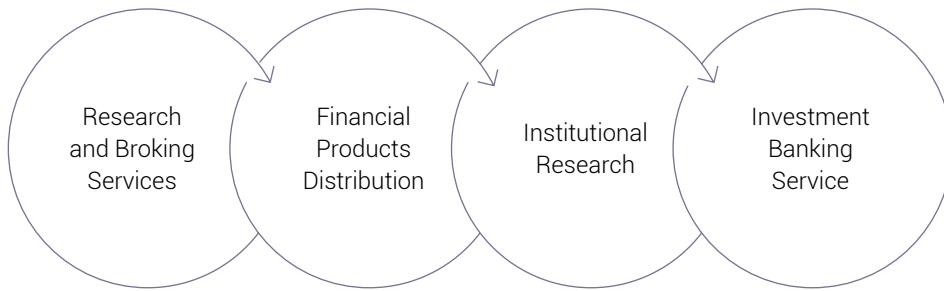 Research
and Broking
Services
Financial
Products
Distribution
Institutional
Research
Investment
Banking
Service